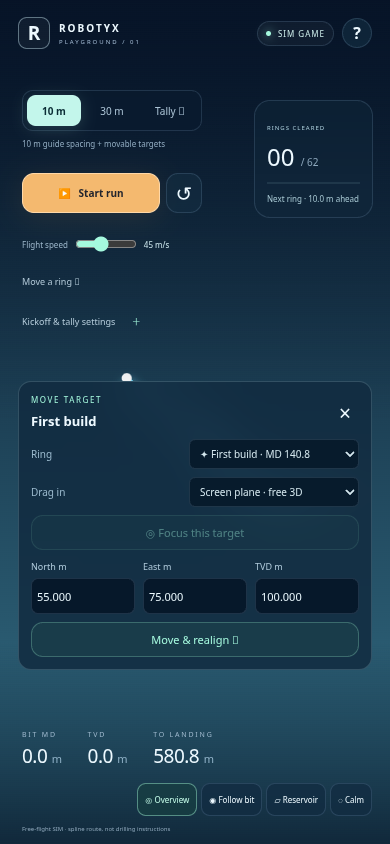 R ROBOTYX
PLAYGROUND / 01
SIM GAME ?
10 m 30 m Tally
10 m guide spacing + movable targets
RINGS CLEARED
00 / 62
Next ring · 10.0 m ahead
Start run ↺
Flight speed 45 m/s
Move a ring
Kickoff & tally settings +
MOVE TARGET
First build ×
Ring ✦ First build · MD 140.8
Drag in Screen plane · free 3D
◎ Focus this target
North m East m TVD m
55.000 75.000 100.000
Move & realign
BIT MD TVD TO LANDING
0.0 m 0.0 m 580.8 m
◎ Overview ◉ Follow bit ▱ Reservoir ○ Calm
Free-flight SIM · spline route, not drilling instructions